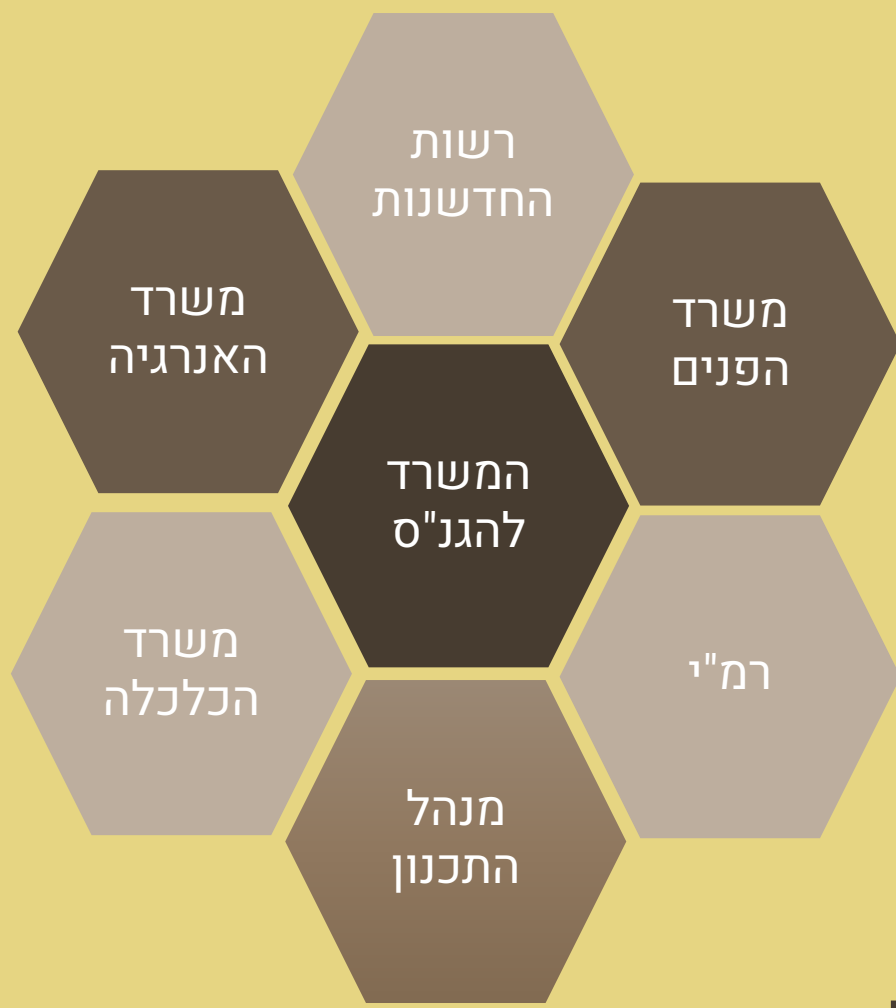 רשות
החדשנות
משרד
הפנים
משרד
האנרגיה
המשרד
להגנ"ס
רמ"י
משרד
הכלכלה
מנהל
התכנון